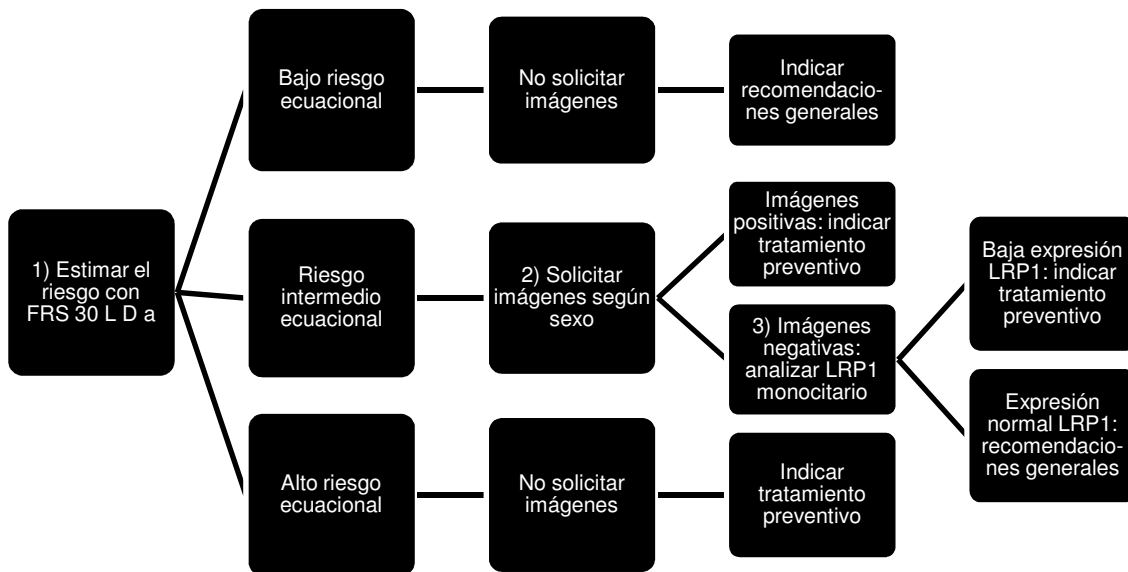 1) Estimar el
riesgo con
FRS 30 L D a
Bajo riesgo
ecuacional
No solicitar
imágenes
Indicar
recomendacio-
nes generales
Riesgo
intermedio
ecuacional
2) Solicitar
imágenes según
sexo
Imágenes
positivas: indicar
tratamiento
preventivo
3) Imágenes
negativas:
analizar LRP1
monocitario
Baja expresión
LRP1: indicar
tratamiento
preventivo
Expresión
normal LRP1:
recomendacio-
nes generales
Alto riesgo
ecuacional
No solicitar
imágenes
Indicar
tratamiento
preventivo